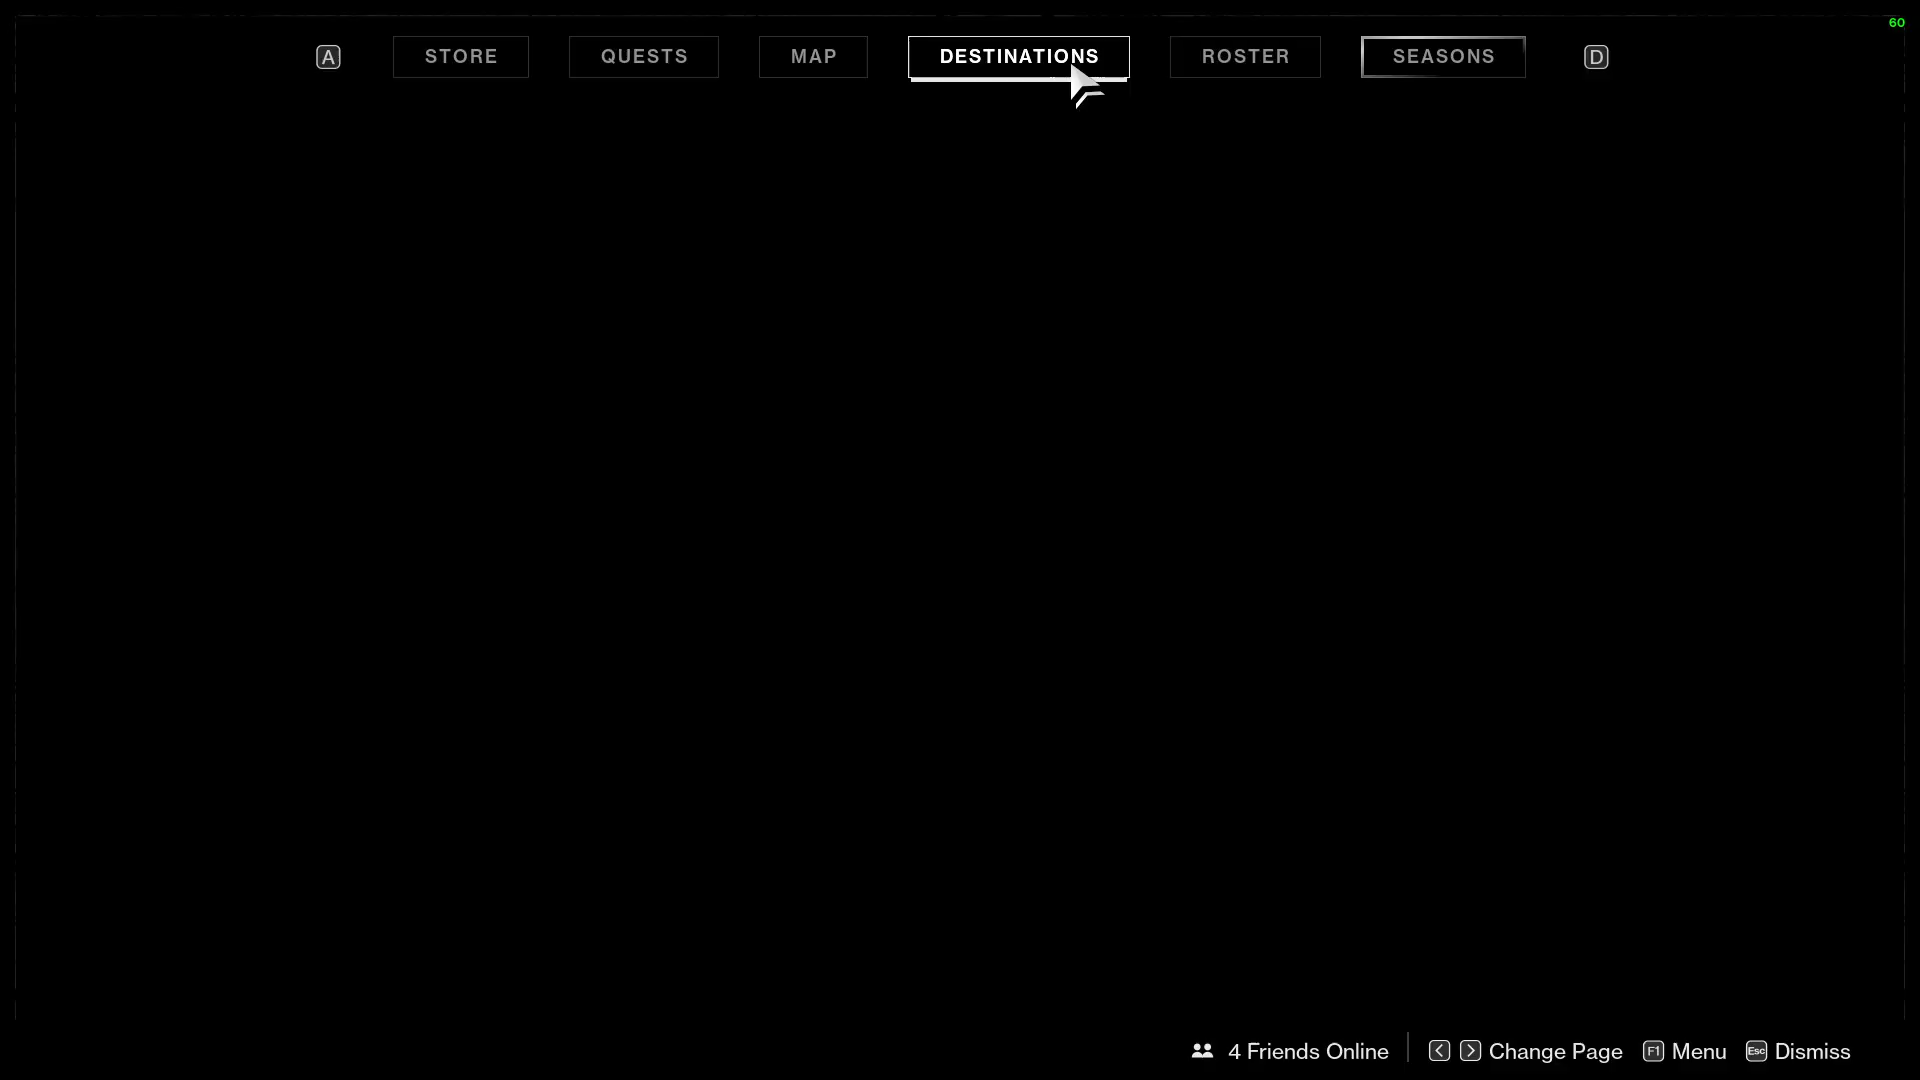 60
A STORE QUESTS MAP DESTINATIONS ROSTER SEASONS D
4 Friends Online < > Change Page F1 Menu Esc Dismiss